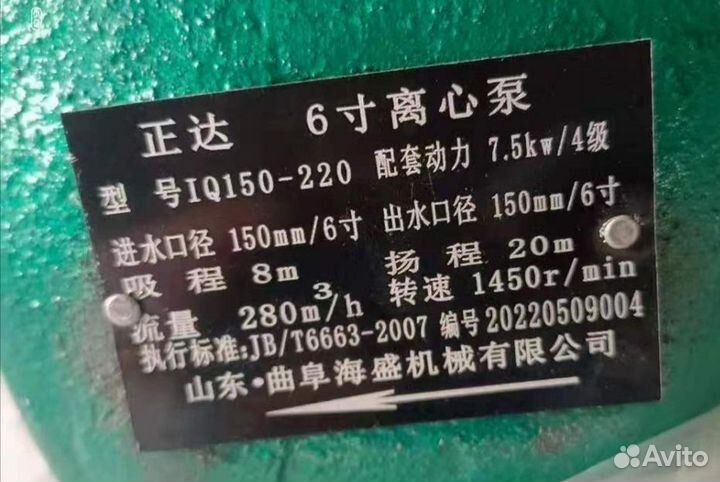 正达 6寸离心泵
型 号IQ150-220 配套动力 7.5kw/4级
进水口径 150mm/6寸 出水口径 150mm/6寸
吸 程 8m 扬 程 20m
流量 280m³/h 转速 1450r/min
执行标准:JB/T6663-2007 编号20220509004
山东·曲阜海盛机械有限公司
Avito